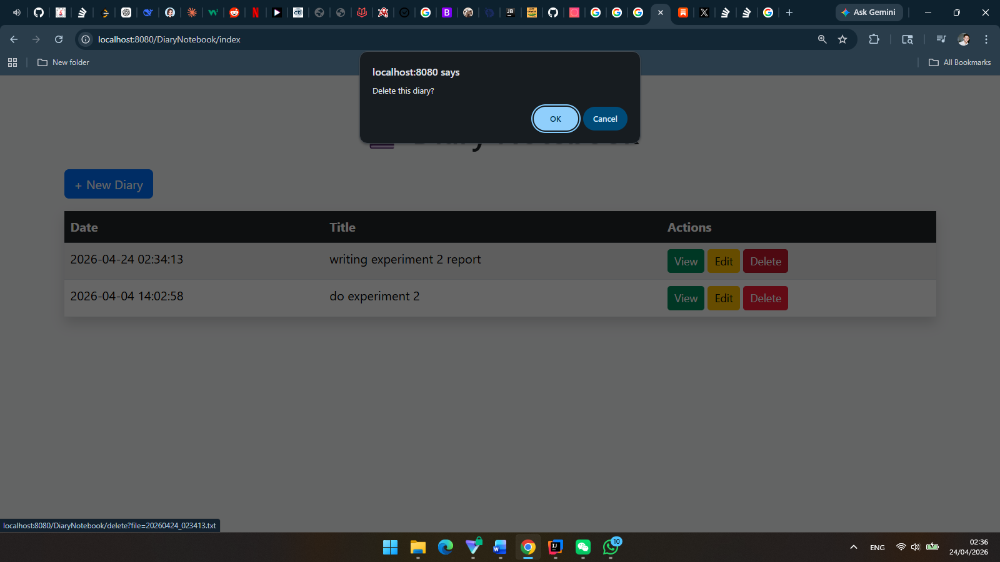 Ask Gemini
localhost:8080/DiaryNotebook/index
New folder
All Bookmarks
localhost:8080 says
Delete this diary?
OK
Cancel
+ New Diary
Date Title Actions
2026-04-24 02:34:13 writing experiment 2 report View Edit Delete
2026-04-04 14:02:58 do experiment 2 View Edit Delete
localhost:8080/DiaryNotebook/delete?file=20260424_023413.txt
10
ENG
02:36
24/04/2026